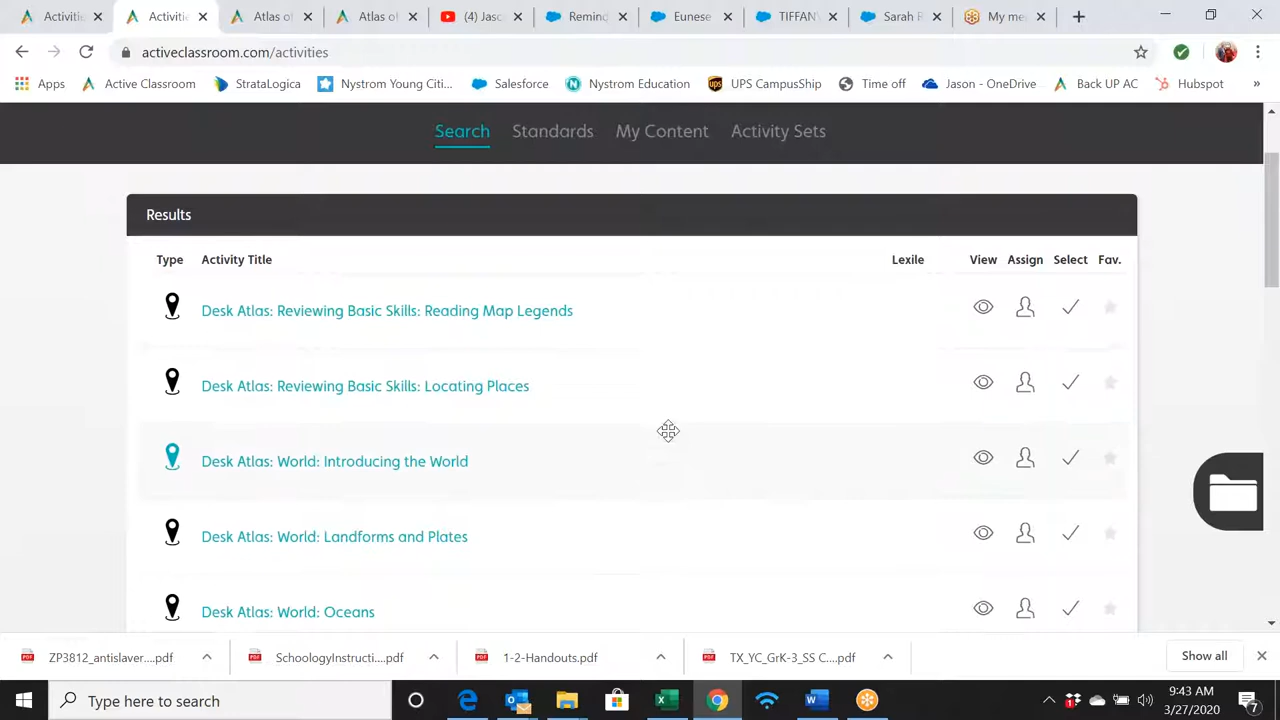 Activitie
Activitie
Atlas of
Atlas of
(4) Jasc
Remind
Eunese
TIFFAN
Sarah R
My me
activeclassroom.com/activities
Apps
Active Classroom
StrataLogica
Nystrom Young Citi...
Salesforce
Nystrom Education
UPS CampusShip
Time off
Jason - OneDrive
Back UP AC
Hubspot
»
Search
Standards
My Content
Activity Sets
Results
Type Activity Title Lexile View Assign Select Fav.
Desk Atlas: Reviewing Basic Skills: Reading Map Legends
Desk Atlas: Reviewing Basic Skills: Locating Places
Desk Atlas: World: Introducing the World
Desk Atlas: World: Landforms and Plates
Desk Atlas: World: Oceans
ZP3812_antislaver....pdf
SchoologyInstructi....pdf
1-2-Handouts.pdf
TX_YC_GrK-3_SS C....pdf
Show all
Type here to search
9:43 AM
3/27/2020
7